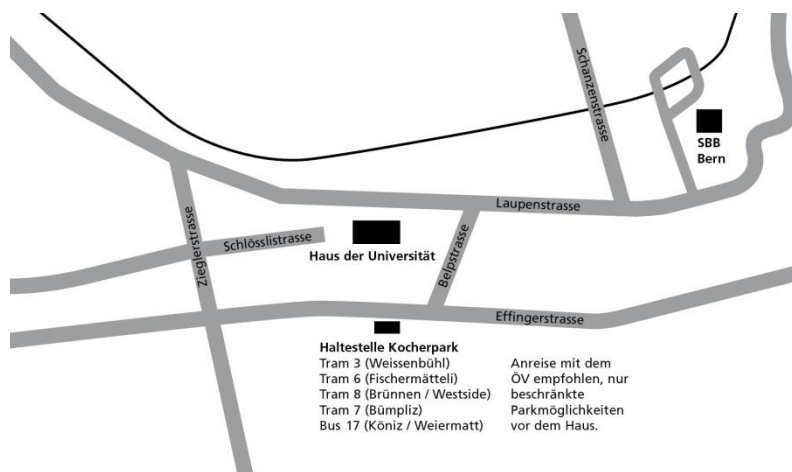 Schanzenstrasse
SBB
Bern
Laupenstrasse
Zieglerstrasse
Schlösslistrasse
Haus der Universität
Belpstrasse
Effingerstrasse
Haltestelle Kocherpark
Tram 3 (Weissenbühl)
Tram 6 (Fischermätteli)
Tram 8 (Brünnen / Westside)
Tram 7 (Bümpliz)
Bus 17 (Köniz / Weiermatt)
Anreise mit dem
ÖV empfohlen, nur
beschränkte
Parkmöglichkeiten
vor dem Haus.